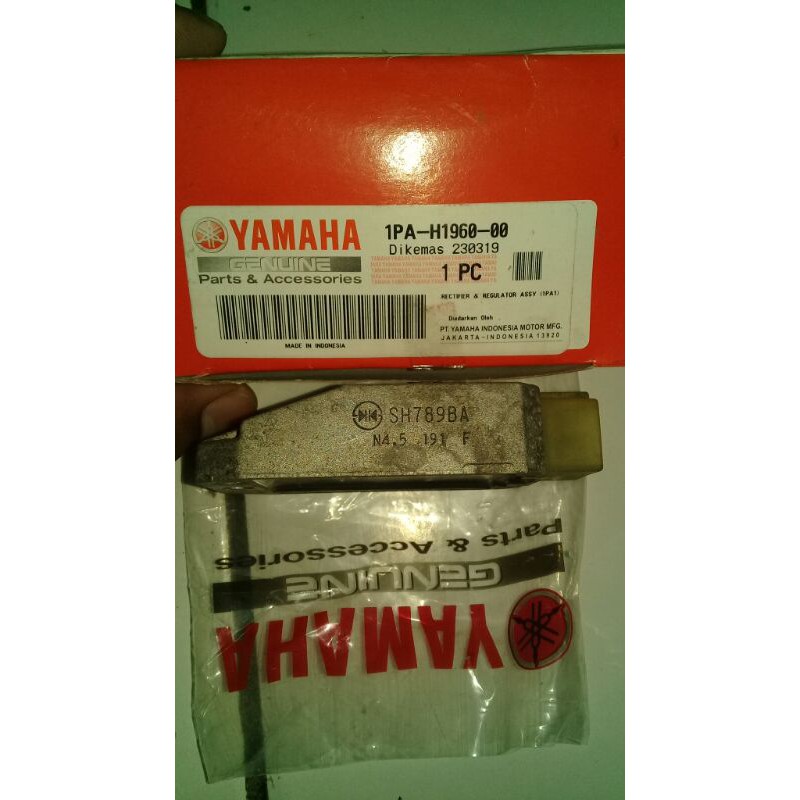 YAMAHA
GENUINE
Parts & Accessories
1PA-H1960-00
Dikemas 230319
1 PC
RECTIFIER & REGULATOR ASSY (1PA1)
Diedarkan Oleh
PT. YAMAHA INDONESIA MOTOR MFG.
JAKARTA-INDONESIA 13920
MADE IN INDONESIA
SH789BA
N4.5 191 F
Parts & Accessories
GENUINE
YAMAHA